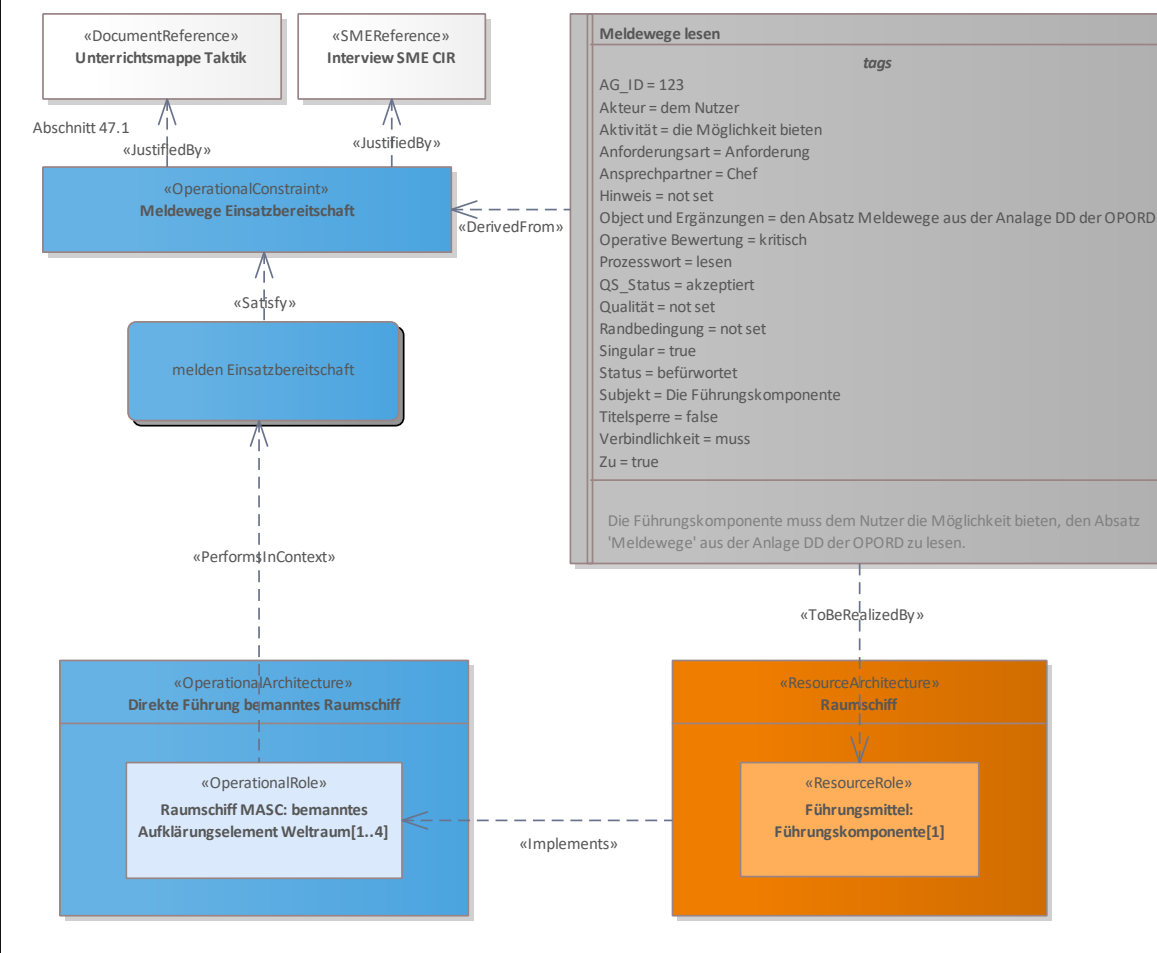 «DocumentReference»
Unterrichtsmappe Taktik
«SMEReference»
Interview SME CIR
Abschnitt 47.1
«JustifiedBy»
«JustifiedBy»
«OperationalConstraint»
Meldewege Einsatzbereitschaft
«DerivedFrom»
«Satisfy»
melden Einsatzbereitschaft
«PerformsInContext»
Meldewege lesen
tags
AG_ID = 123
Akteur = dem Nutzer
Aktivität = die Möglichkeit bieten
Anforderungsart = Anforderung
Ansprechpartner = Chef
Hinweis = not set
Object und Ergänzungen = den Absatz Meldewege aus der Analage DD der OPORD
Operative Bewertung = kritisch
Prozesswort = lesen
QS_Status = akzeptiert
Qualität = not set
Randbedingung = not set
Singular = true
Status = befürwortet
Subjekt = Die Führungskomponente
Titelsperre = false
Verbindlichkeit = muss
Zu = true
Die Führungskomponente muss dem Nutzer die Möglichkeit bieten, den Absatz
'Meldewege' aus der Anlage DD der OPORD zu lesen.
«ToBeRealizedBy»
«OperationalArchitecture»
Direkte Führung bemanntes Raumschiff
«OperationalRole»
Raumschiff MASC: bemanntes
Aufklärungselement Weltraum[1..4]
«Implements»
«ResourceArchitecture»
Raumschiff
«ResourceRole»
Führungsmittel:
Führungskomponente[1]